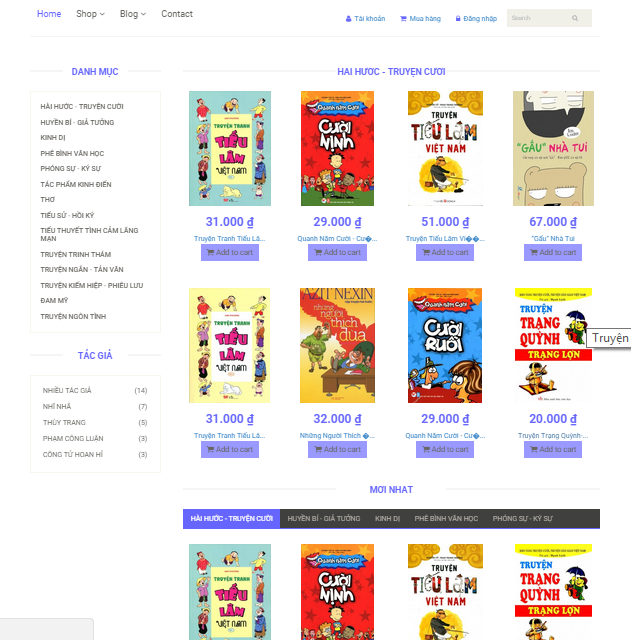 Home Shop Blog Contact
Tài khoản Mua hàng Đăng nhập Search
DANH MỤC
HÀI HƯỚC - TRUYỆN CƯỜI
HUYỀN BÍ - GIẢ TƯỞNG
KINH DỊ
PHÊ BÌNH VĂN HỌC
PHÓNG SỰ - KÝ SỰ
TÁC PHẨM KINH ĐIỂN
THƠ
TIỂU SỬ - HỒI KÝ
TIỂU THUYẾT TÌNH CẢM LÃNG
MẠN
TRUYỆN TRINH THÁM
TRUYỆN NGẮN - TẢN VĂN
TRUYỆN KIẾM HIỆP - PHIÊU LƯU
ĐAM MỸ
TRUYỆN NGÔN TÌNH
TÁC GIẢ
NHIỀU TÁC GIẢ (14)
NHĨ NHÃ (7)
THÙY TRANG (5)
PHẠM CÔNG LUẬN (3)
CÔNG TỬ HOAN HỈ (3)
HÀI HƯỚC - TRUYỆN CƯỜI
TRUYỆN TRANH
TIẾU
LÂM
VIỆT NAM
Quanh năm Cười
Cười
Mình
TRUYỆN
TIẾU LÂM
VIỆT NAM
"GẤU" NHÀ TUI
31.000 ₫ 29.000 ₫ 51.000 ₫ 67.000 ₫
Truyện Tranh Tiếu Lâ... Quanh Năm Cười - Cư�... Truyện Tiếu Lâm Vi��... "Gấu" Nhà Tui
Add to cart Add to cart Add to cart Add to cart
TRUYỆN TRANH
TIẾU
LÂM
VIỆT NAM
AZIT NEXIN
những
người
thích
đùa
Quanh năm Cười
Cười
Ruồi
TRUYỆN
TRẠNG
QUỲNH
TRẠNG LỢN
Truyện
31.000 ₫ 32.000 ₫ 29.000 ₫ 20.000 ₫
Truyện Tranh Tiếu Lâ... Những Người Thích �... Quanh Năm Cười - Cư�... Truyện Trạng Quỳnh-...
Add to cart Add to cart Add to cart Add to cart
MỚI NHẤT
HÀI HƯỚC - TRUYỆN CƯỜI HUYỀN BÍ - GIẢ TƯỞNG KINH DỊ PHÊ BÌNH VĂN HỌC PHÓNG SỰ - KÝ SỰ
TRUYỆN TRANH
TIẾU
LÂM
VIỆT NAM
Quanh năm Cười
Cười
Mình
TRUYỆN
TIẾU LÂM
VIỆT NAM
TRUYỆN
TRẠNG
QUỲNH
TRẠNG LỢN